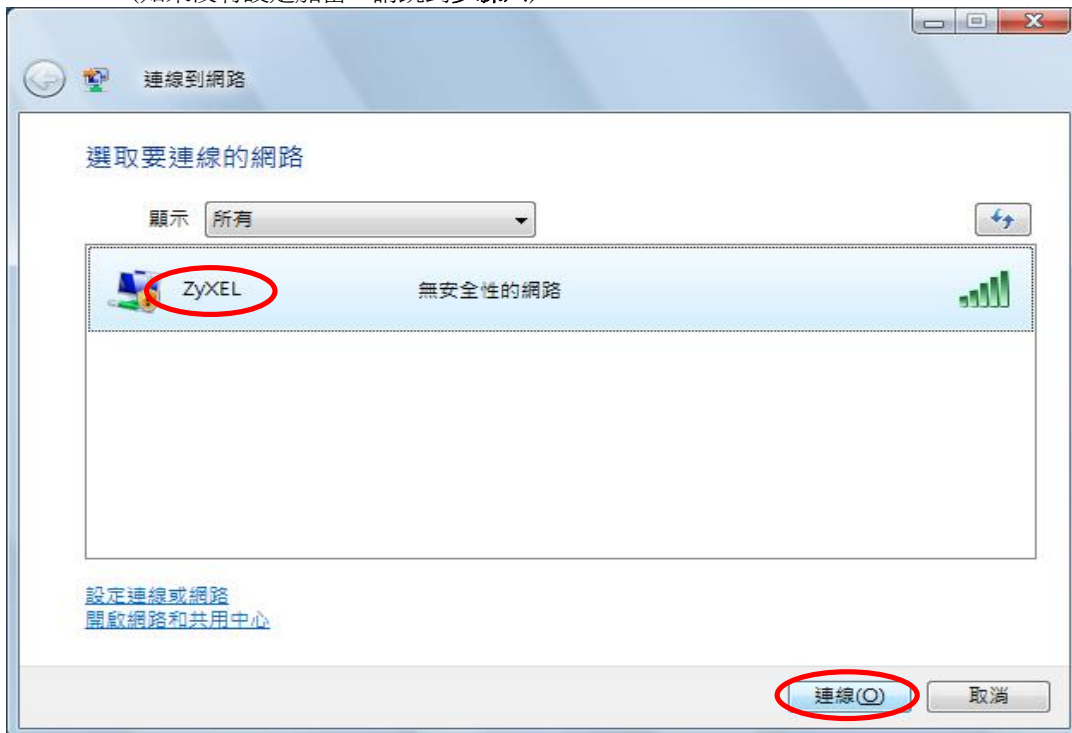 連線到網路
選取要連線的網路
顯示 所有
ZyXEL 無安全性的網路
設定連線或網路
開啟網路和共用中心
連線(O) 取消